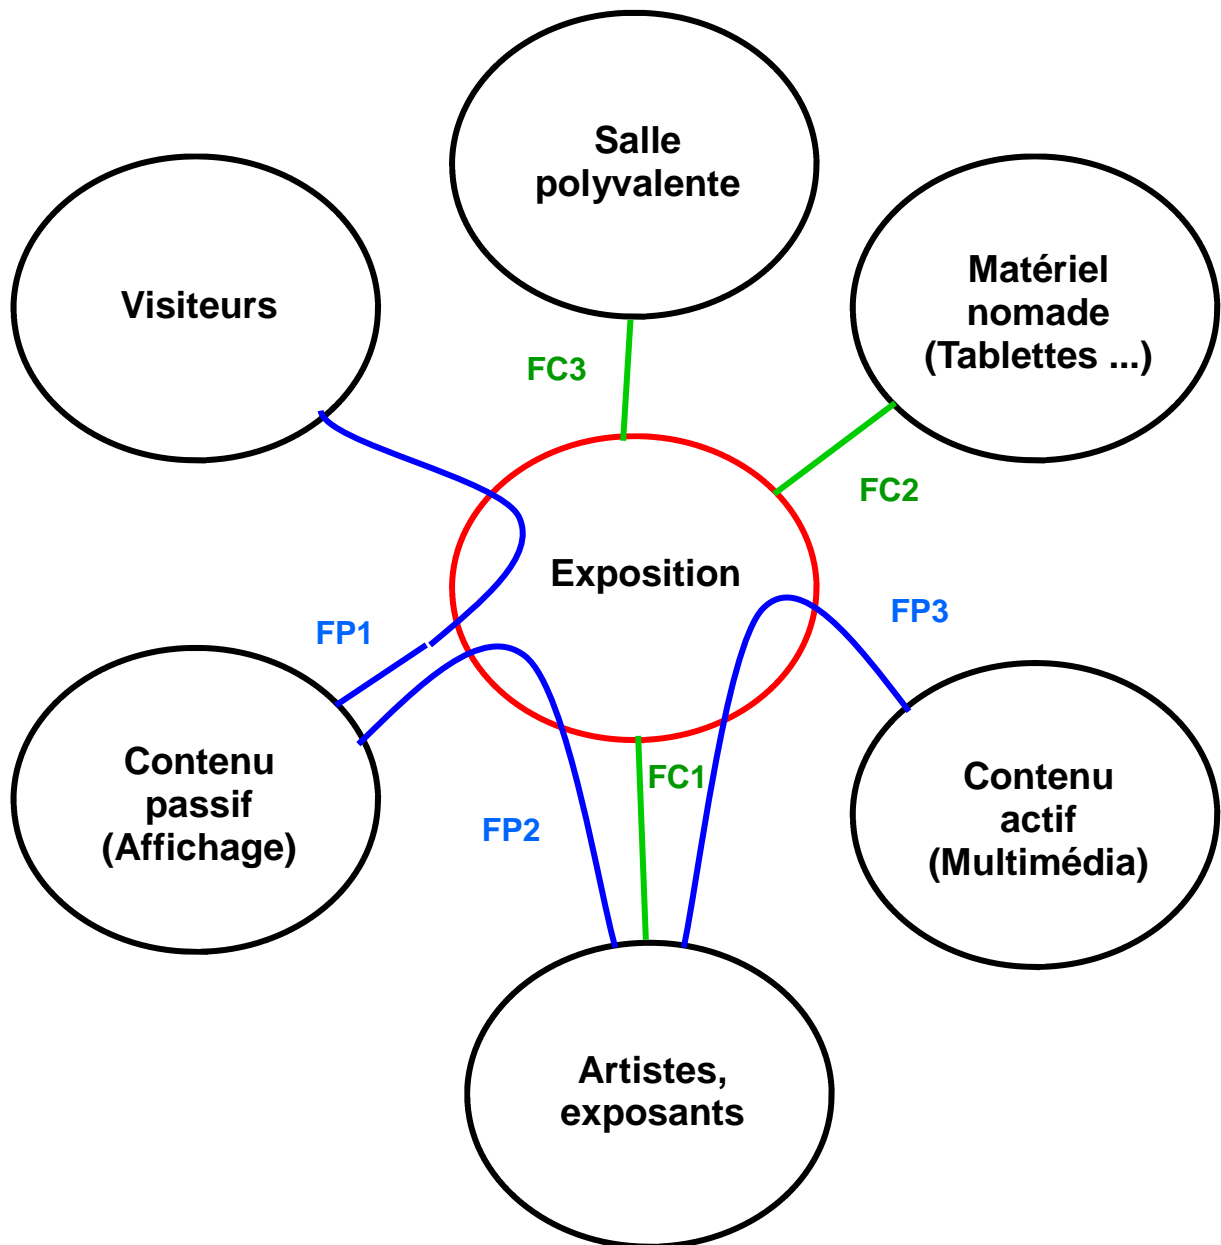 Salle
polyvalente
Visiteurs
Matériel
nomade
(Tablettes ...)
FC3
FC2
Exposition
FP1
FP3
Contenu
passif
(Affichage)
FC1
FP2
Contenu
actif
(Multimédia)
Artistes,
exposants